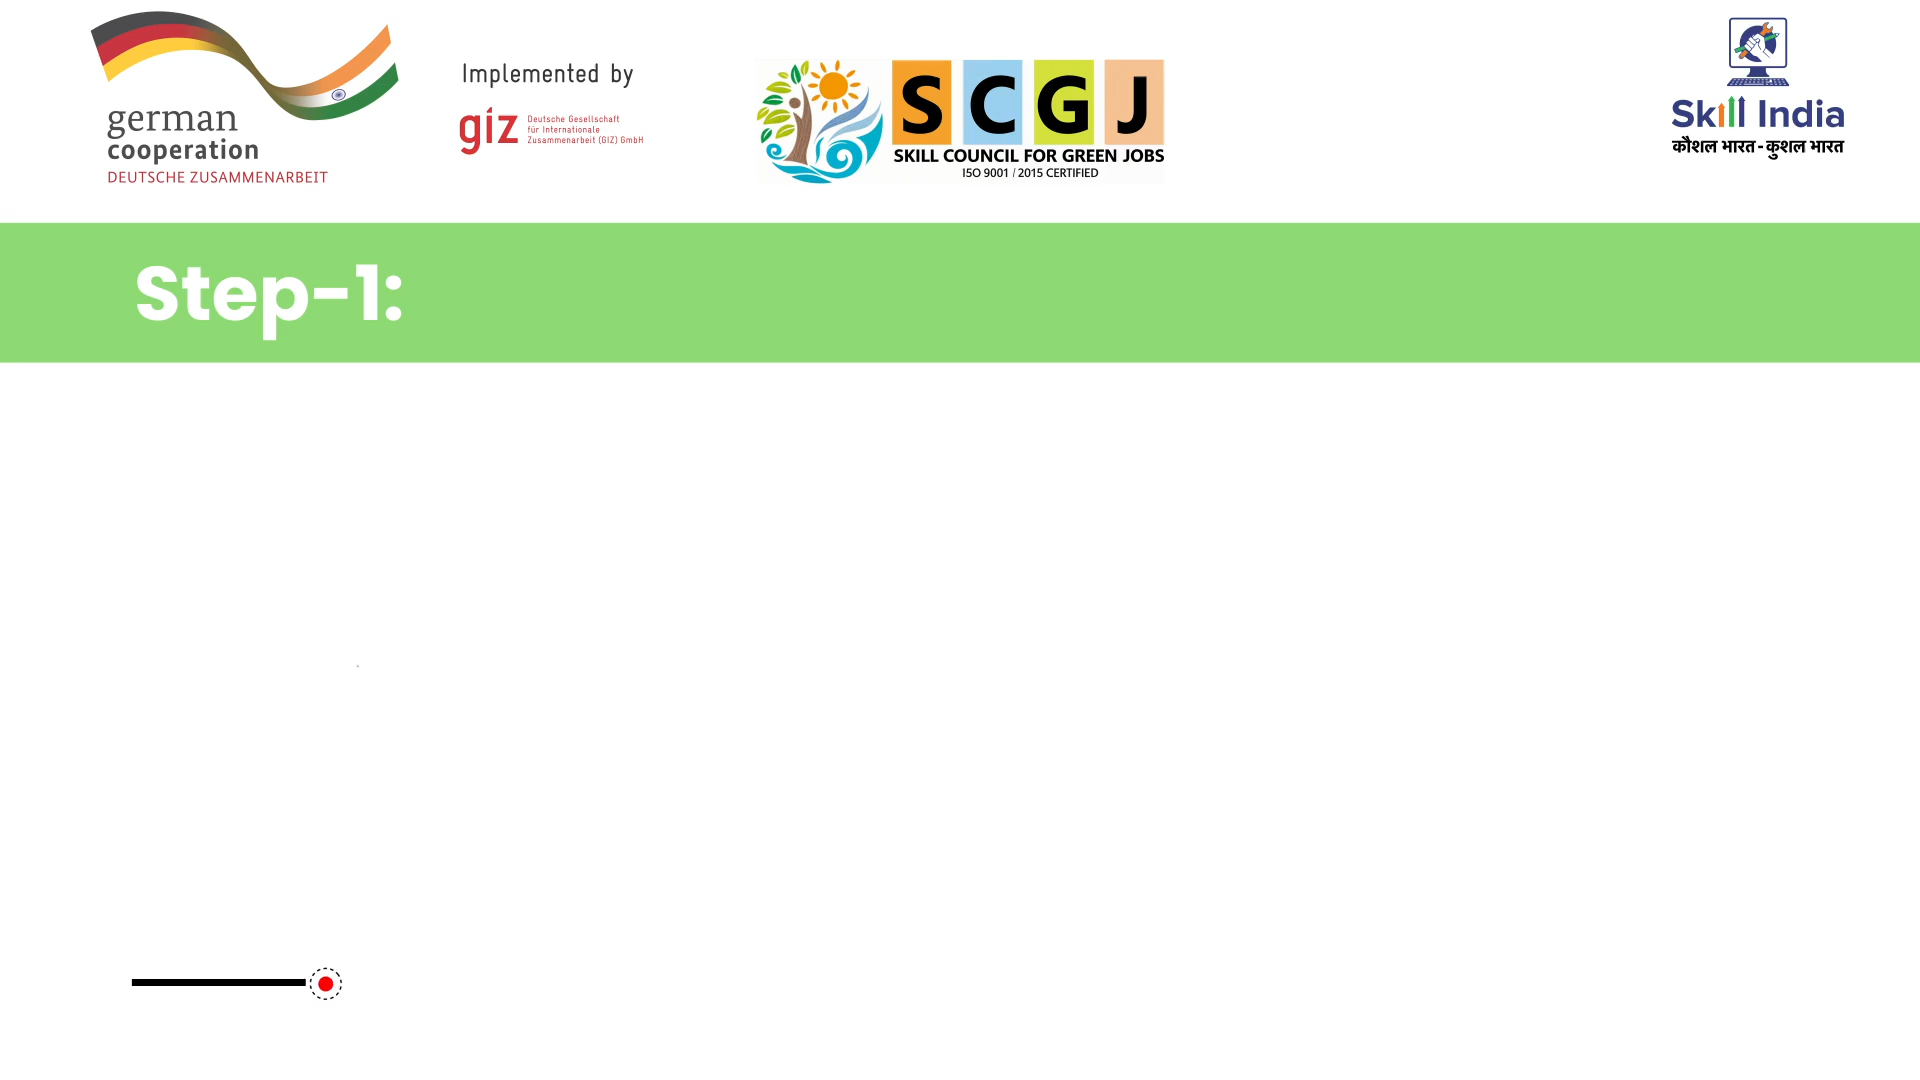 german
cooperation
DEUTSCHE ZUSAMMENARBEIT
Implemented by
giz
Deutsche Gesellschaft
für Internationale
Zusammenarbeit (GIZ) GmbH
SCGJ
SKILL COUNCIL FOR GREEN JOBS
ISO 9001 / 2015 CERTIFIED
Skill India
कौशल भारत - कुशल भारत
Step-1: